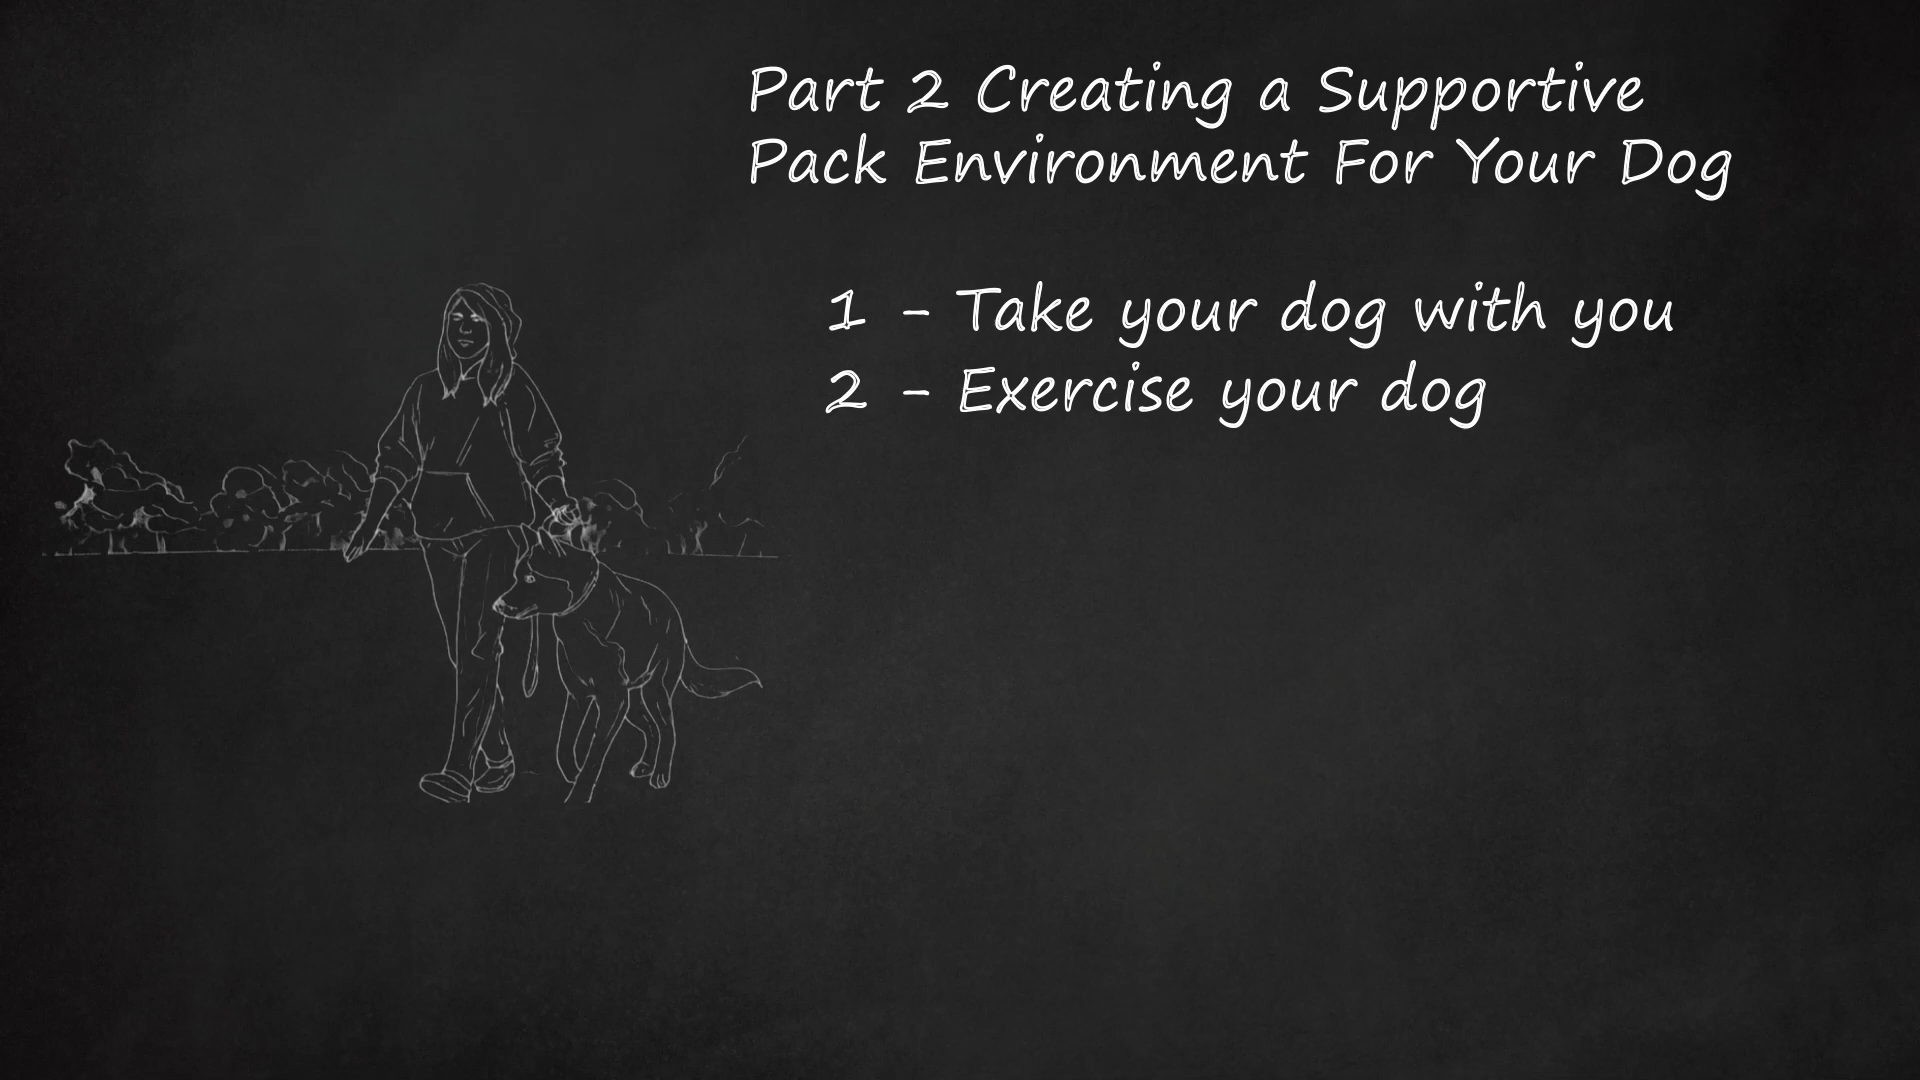 Part 2 Creating a Supportive
Pack Environment For Your Dog
1 - Take your dog with you
2 - Exercise your dog